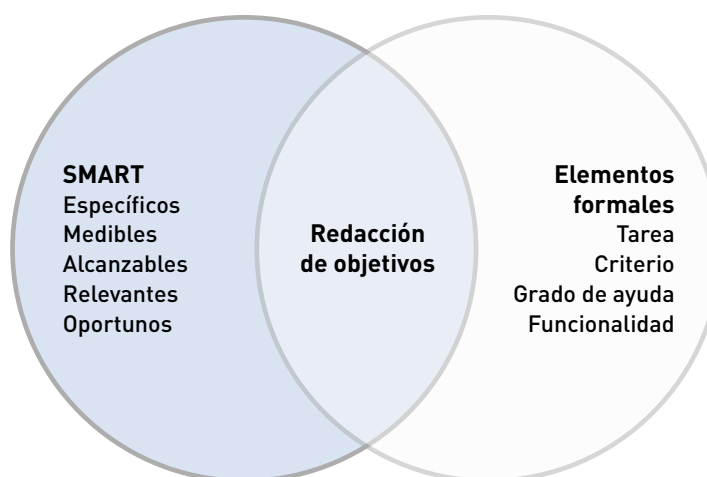 SMART
Específicos
Medibles
Alcanzables
Relevantes
Oportunos
Redacción
de objetivos
Elementos
formales
Tarea
Criterio
Grado de ayuda
Funcionalidad